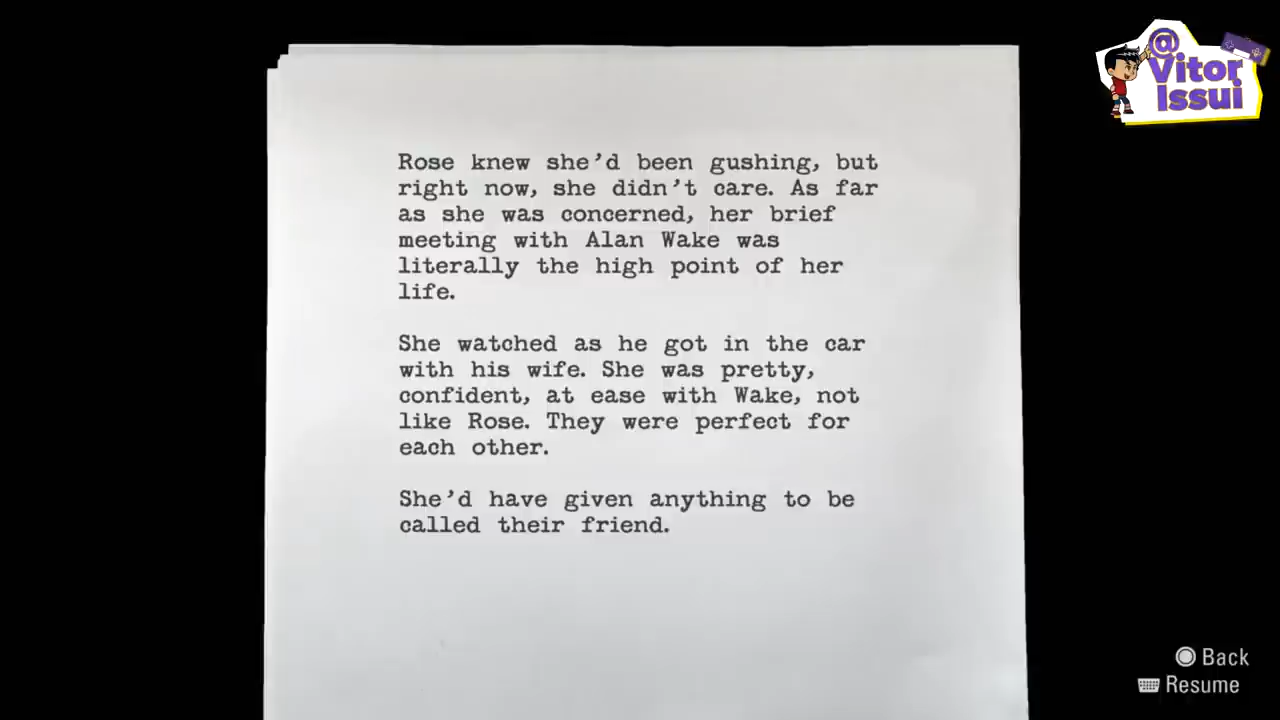 @
Vitor
Issui
Rose knew she’d been gushing, but
right now, she didn’t care. As far
as she was concerned, her brief
meeting with Alan Wake was
literally the high point of her
life.
She watched as he got in the car
with his wife. She was pretty,
confident, at ease with Wake, not
like Rose. They were perfect for
each other.
She’d have given anything to be
called their friend.
Back
Resume